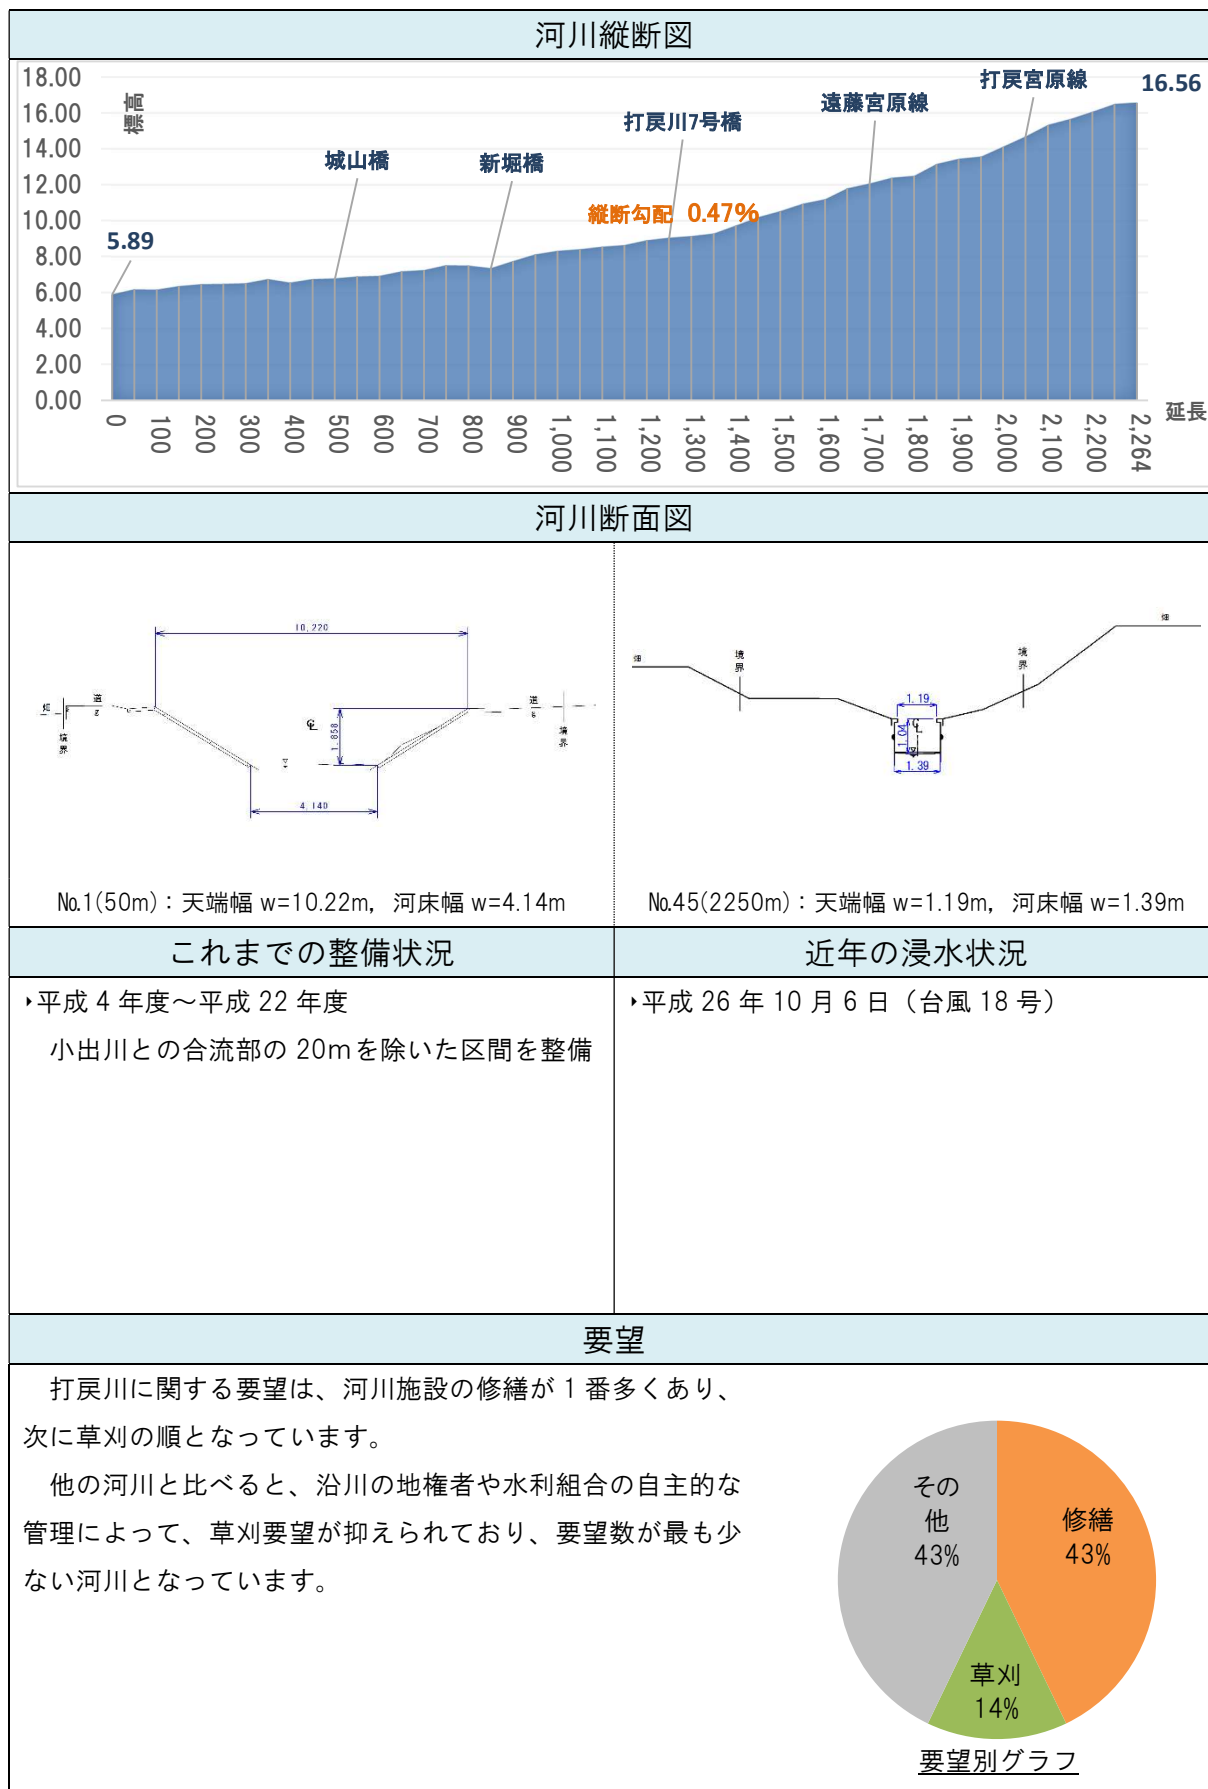 河川縦断図
18.00
16.00
14.00
12.00
10.00
8.00
6.00
4.00
2.00
0.00
標高
5.89
城山橋
新堀橋
打戻川7号橋
縦断勾配 0.47%
遠藤宮原線
打戻宮原線
16.56
0
100
200
300
400
500
600
700
800
900
1,000
1,100
1,200
1,300
1,400
1,500
1,600
1,700
1,800
1,900
2,000
2,100
2,200
2,264
延長
河川断面図
10,220
畑
道
境界
1.858
4.140
道
境界
畑
境界
1.19
1.04
1.39
境界
畑
№1(50m)：天端幅 w=10.22m, 河床幅 w=4.14m
№45(2250m)：天端幅 w=1.19m, 河床幅 w=1.39m
これまでの整備状況
近年の浸水状況
‣平成 4 年度～平成 22 年度
小出川との合流部の 20mを除いた区間を整備
‣平成 26 年 10 月 6 日（台風 18 号）
要望
打戻川に関する要望は、河川施設の修繕が 1 番多くあり、
次に草刈の順となっています。
他の河川と比べると、沿川の地権者や水利組合の自主的な
管理によって、草刈要望が抑えられており、要望数が最も少
ない河川となっています。
その
他
43%
修繕
43%
草刈
14%
要望別グラフ